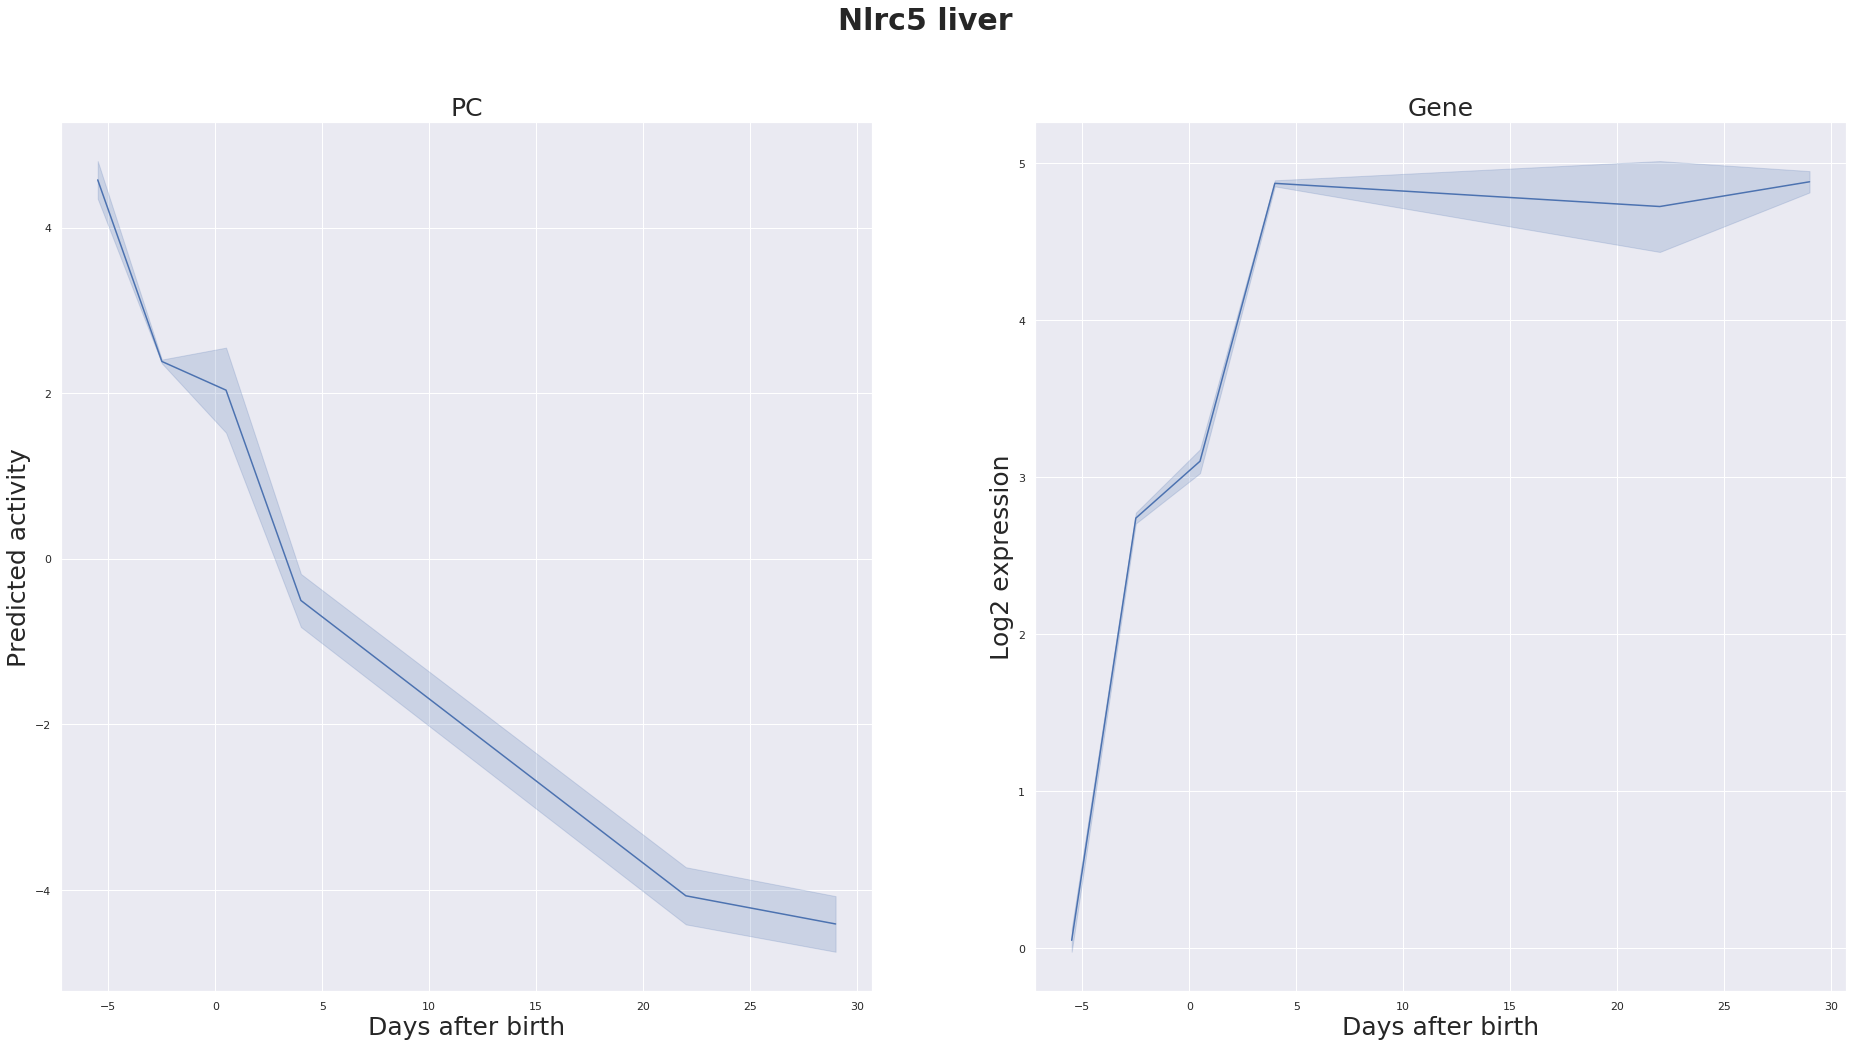 Nlrc5 liver
PC
Predicted activity
4
2
0
−2
−4
−5 0 5 10 15 20 25 30
Days after birth
Gene
Log2 expression
5
4
3
2
1
0
−5 0 5 10 15 20 25 30
Days after birth